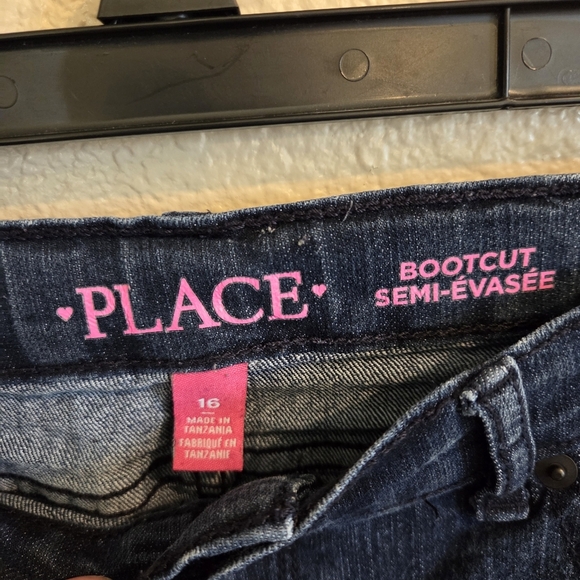 ♥PLACE♥
BOOTCUT
SEMI-ÉVASÉE
16
MADE IN
TANZANIA
FABRIQUÉ EN
TANZANIE